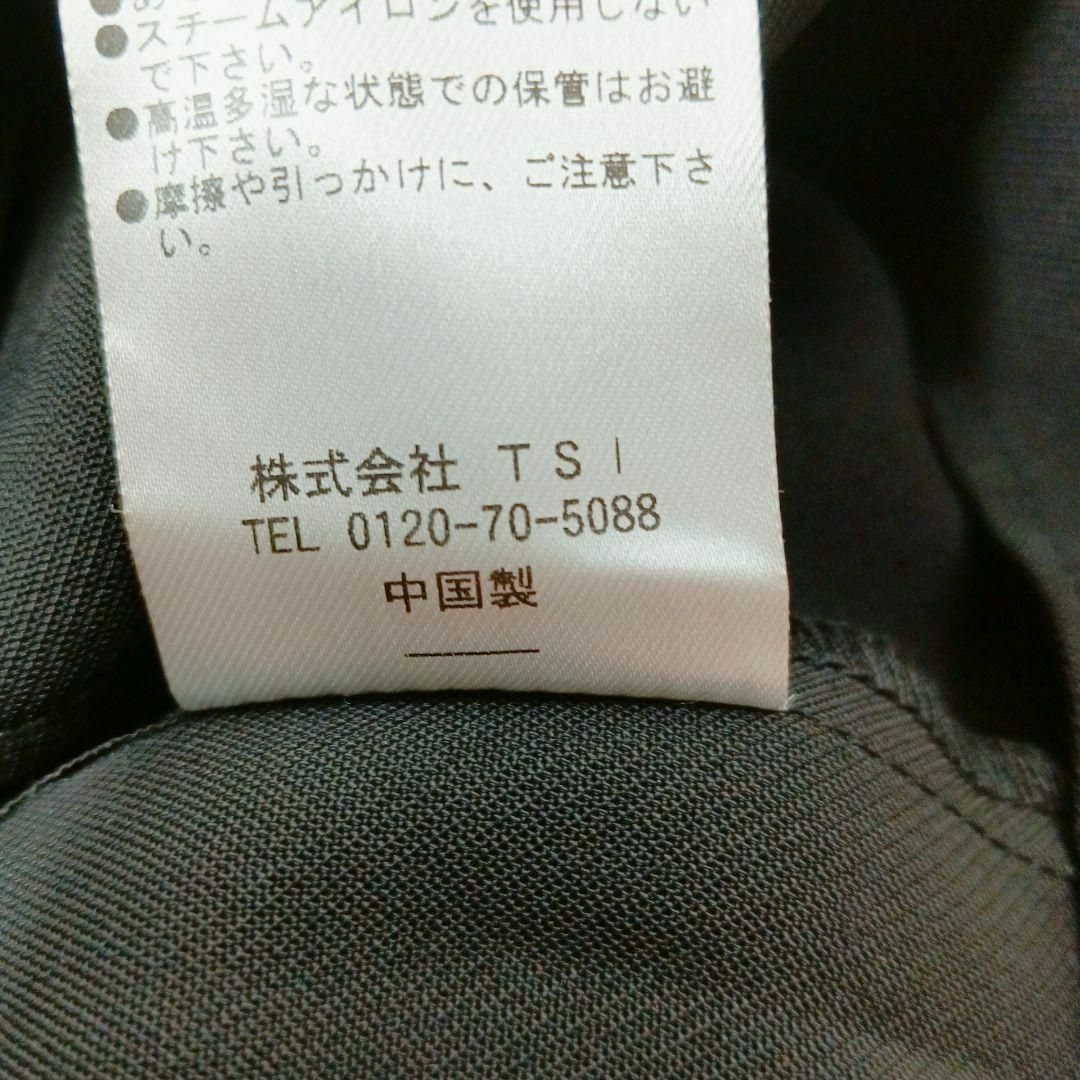 ●スチームアイロンを使用しない
で下さい。
●高温多湿な状態での保管はお避
け下さい。
●摩擦や引っかけに、ご注意下さ
い。
株式会社 TSI
TEL 0120-70-5088
中国製